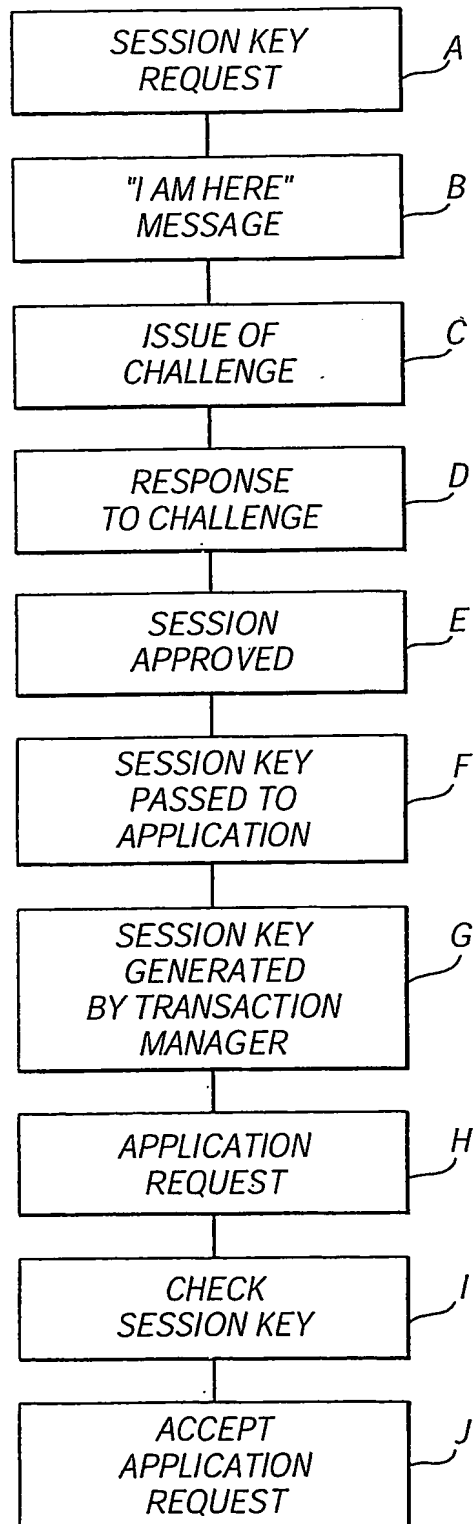 SESSION KEY
REQUEST
A
"I AM HERE"
MESSAGE
B
ISSUE OF
CHALLENGE
C
RESPONSE
TO CHALLENGE
D
SESSION
APPROVED
E
SESSION KEY
PASSED TO
APPLICATION
F
SESSION KEY
GENERATED
BY TRANSACTION
MANAGER
G
APPLICATION
REQUEST
H
CHECK
SESSION KEY
I
ACCEPT
APPLICATION
REQUEST
J